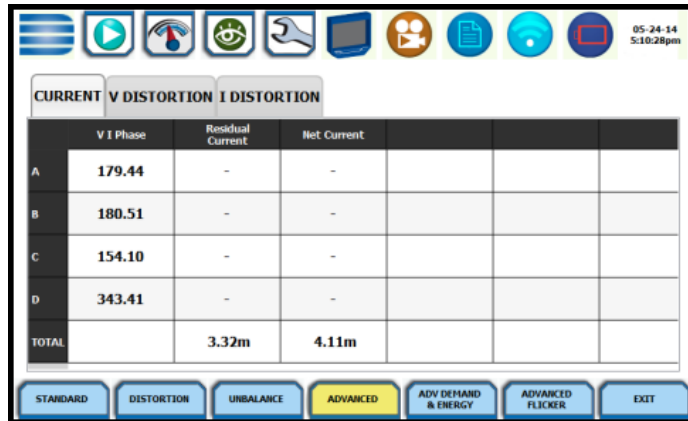 05-24-14
5:10:28pm
CURRENT V DISTORTION I DISTORTION
V I Phase Residual Current Net Current
A 179.44 - -
B 180.51 - -
C 154.10 - -
D 343.41 - -
TOTAL 3.32m 4.11m
STANDARD DISTORTION UNBALANCE ADVANCED ADV DEMAND & ENERGY ADVANCED FLICKER EXIT